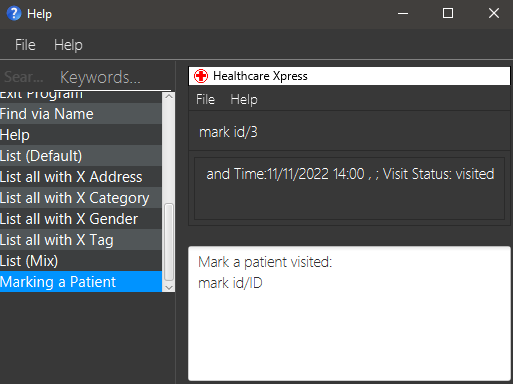 Help
File Help
Sear... Keywords...
Exit Program
Find via Name
Help
List (Default)
List all with X Address
List all with X Category
List all with X Gender
List all with X Tag
List (Mix)
Marking a Patient
Healthcare Xpress
File Help
mark id/3
and Time:11/11/2022 14:00 , ; Visit Status: visited
Mark a patient visited:
mark id/ID